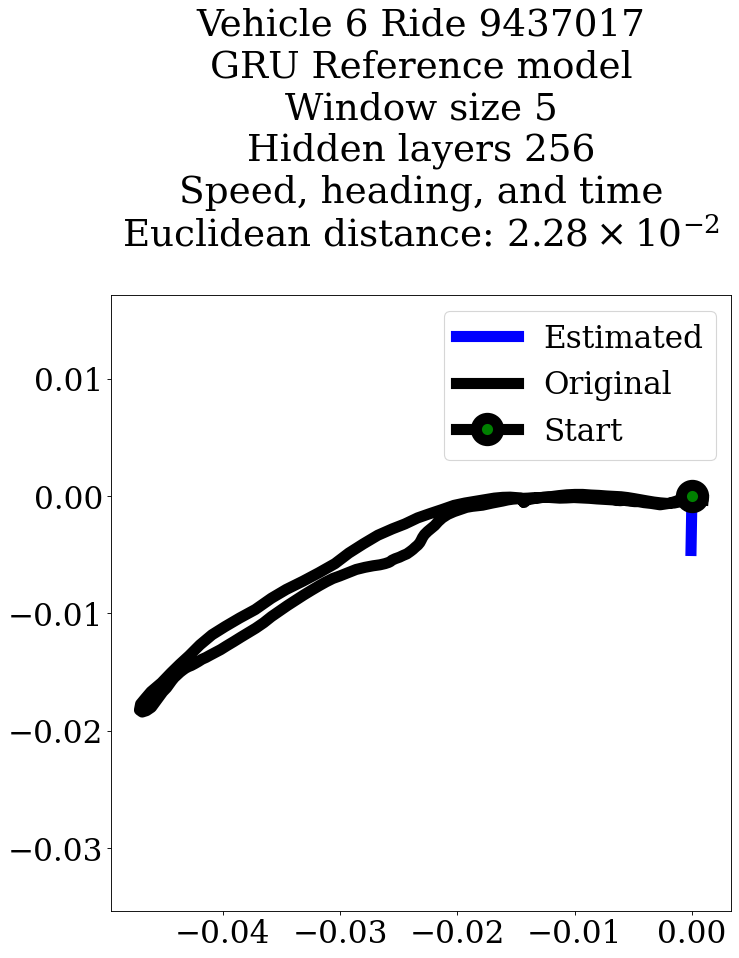 Vehicle 6 Ride 9437017
GRU Reference model
Window size 5
Hidden layers 256
Speed, heading, and time
Euclidean distance: 2.28 × 10⁻²
Estimated
Original
Start
0.01
0.00
−0.01
−0.02
−0.03
−0.04 −0.03 −0.02 −0.01 0.00